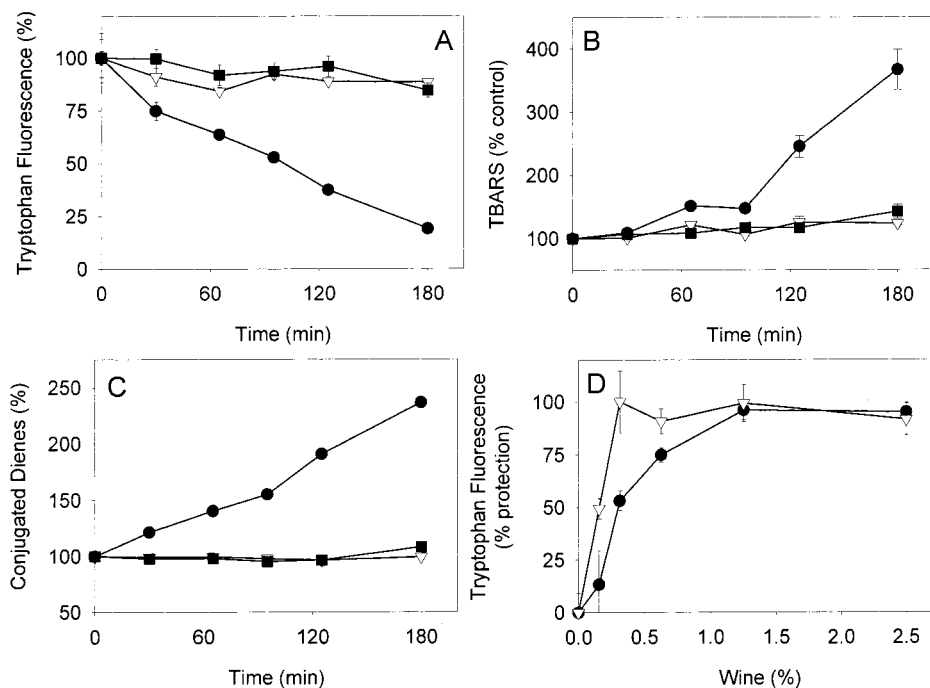 A
Tryptophan Fluorescence (%)
100
75
50
25
0
0 60 120 180
Time (min)
B
TBARS (% control)
400
300
200
100
0 60 120 180
Time (min)
C
Conjugated Dienes (%)
250
200
150
100
50
0 60 120 180
Time (min)
D
Tryptophan Fluorescence
(% protection)
100
75
50
25
0
0.0 0.5 1.0 1.5 2.0 2.5
Wine (%)